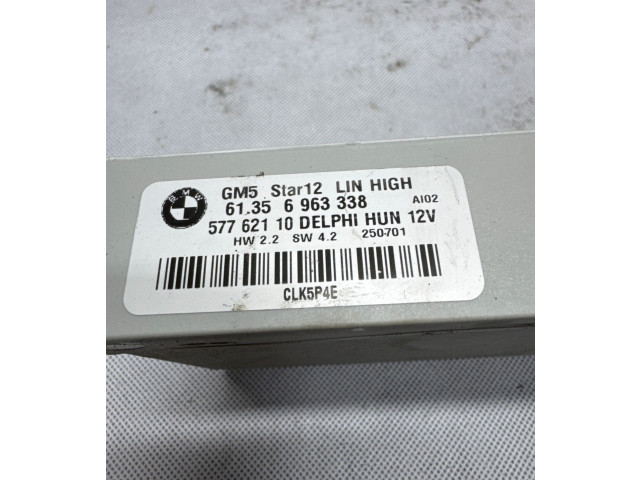 BMW
GM5 Star12 LIN HIGH
61.35 6 963 338 AI02
577 621 10 DELPHI HUN 12V
HW 2.2 SW 4.2 250701
CLK5P4E